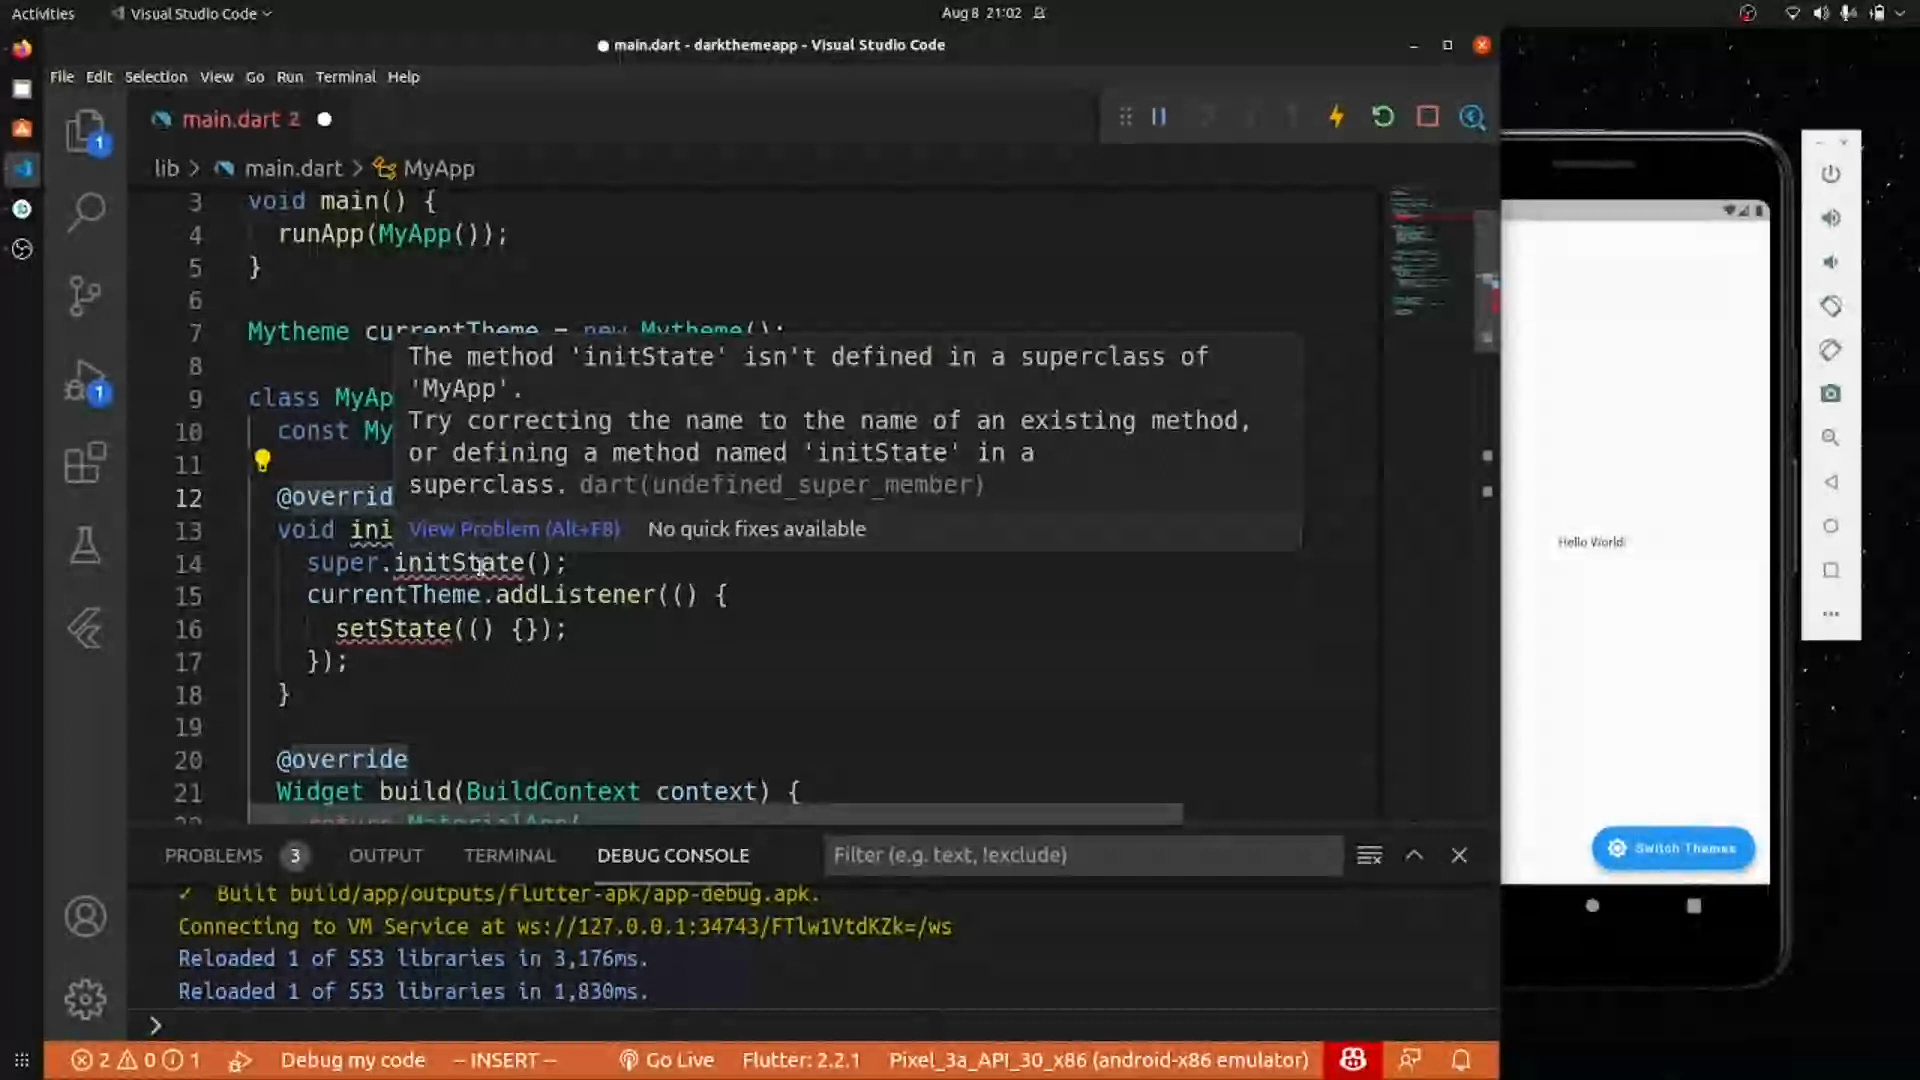 Activities
Visual Studio Code
Aug 8 21:02
main.dart - darkthemeapp - Visual Studio Code
File Edit Selection View Go Run Terminal Help
main.dart 2
lib > main.dart > MyApp
3 void main() {
4 runApp(MyApp());
5 }
6
7 Mytheme currentTheme = new Mytheme();
8
9 class MyAp
10 const My
11
12 @overrid
13 void ini
The method 'initState' isn't defined in a superclass of
'MyApp'.
Try correcting the name to the name of an existing method,
or defining a method named 'initState' in a
superclass. dart(undefined_super_member)
View Problem (Alt+F8) No quick fixes available
14 super.initState();
15 currentTheme.addListener(() {
16 setState(() {});
17 });
18 }
19
20 @override
21 Widget build(BuildContext context) {
22 return MaterialApp(
PROBLEMS 3 OUTPUT TERMINAL DEBUG CONSOLE Filter (e.g. text, !exclude)
✓ Built build/app/outputs/flutter-apk/app-debug.apk.
Connecting to VM Service at ws://127.0.0.1:34743/FTlw1VtdKZk=/ws
Reloaded 1 of 553 libraries in 3,176ms.
Reloaded 1 of 553 libraries in 1,830ms.
>
2 0 1 Debug my code -- INSERT -- Go Live Flutter: 2.2.1 Pixel_3a_API_30_x86 (android-x86 emulator)
1
1
Hello World!
Switch Themes